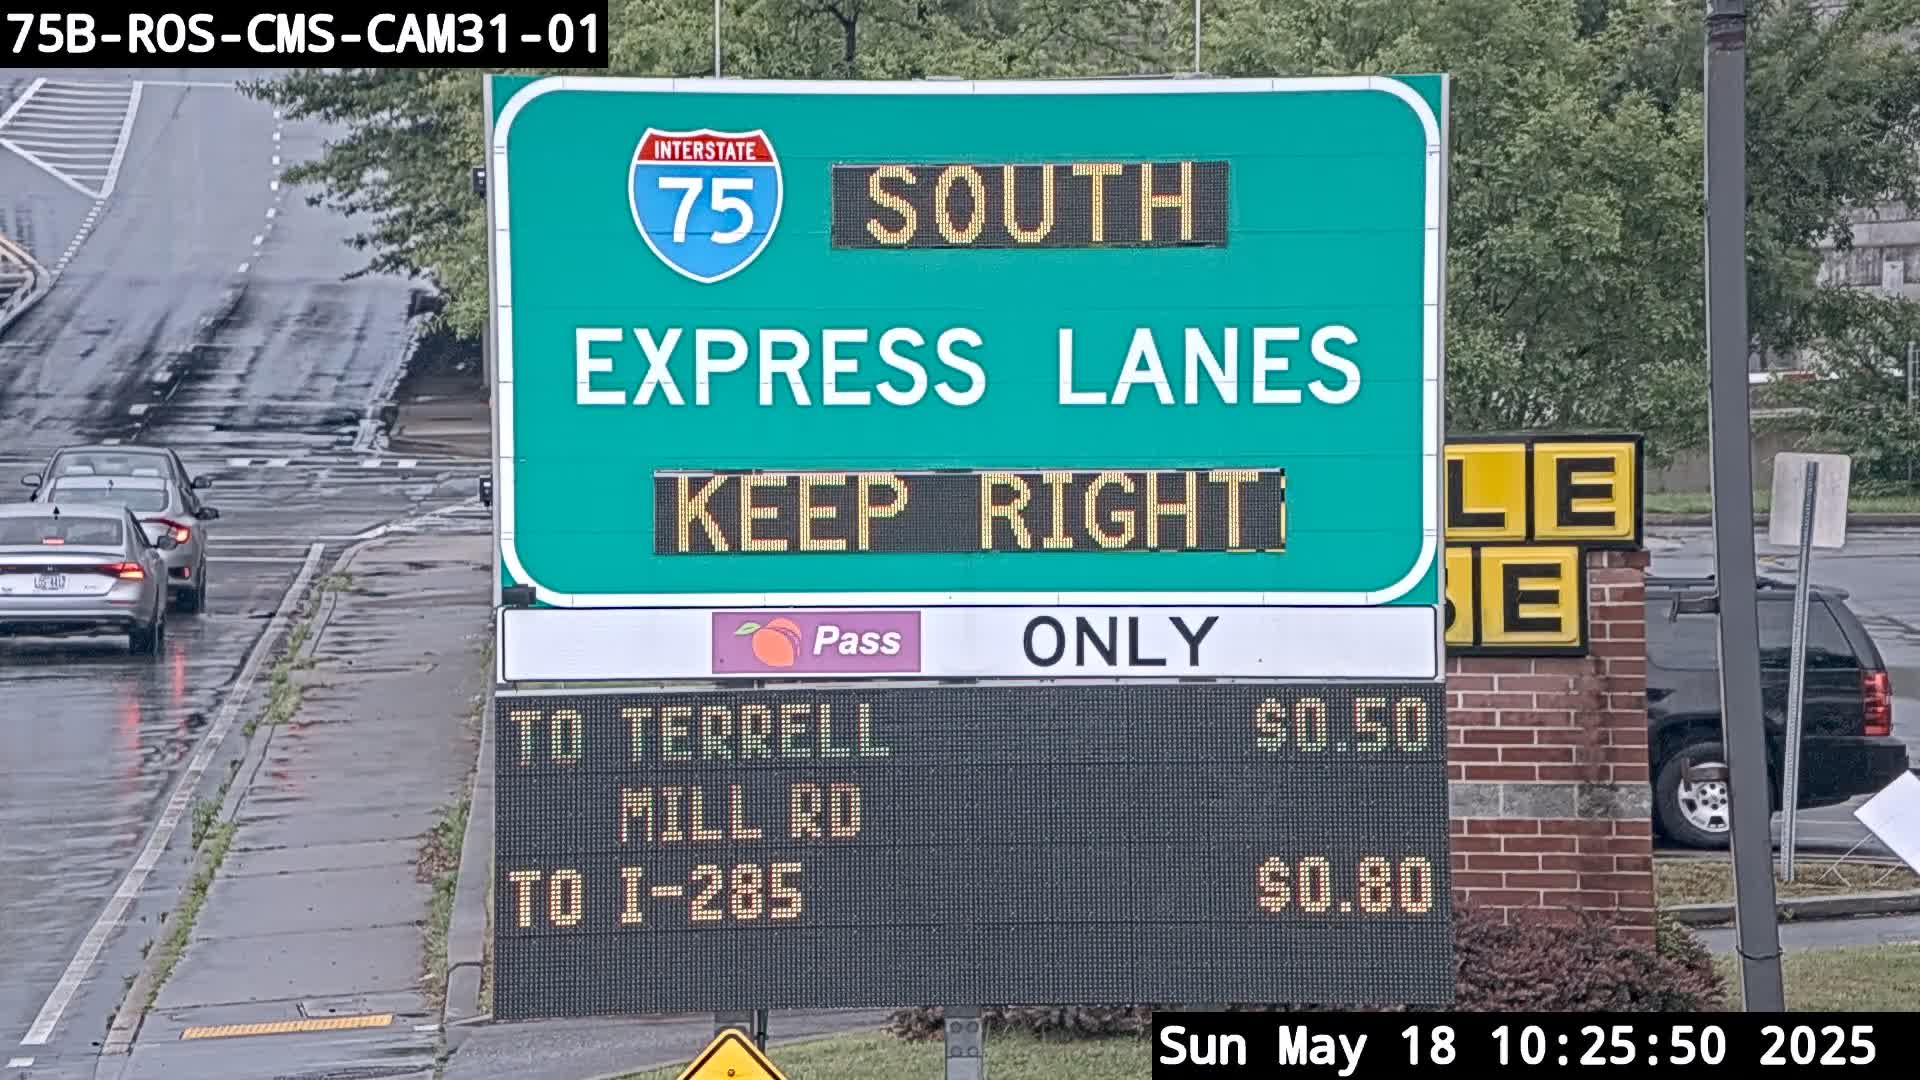 75B-ROS-CMS-CAM31-01
INTERSTATE
75
SOUTH
EXPRESS LANES
KEEP RIGHT
Pass ONLY
TO TERRELL $0.50
MILL RD
TO I-285 $0.80
LE
E
Sun May 18 10:25:50 2025